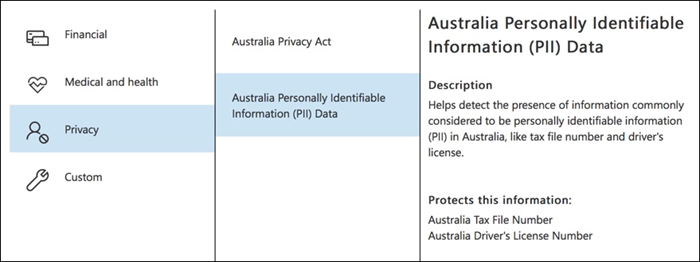 Financial
Medical and health
Privacy
Custom
Australia Privacy Act
Australia Personally Identifiable
Information (PII) Data
Australia Personally Identifiable
Information (PII) Data
Description
Helps detect the presence of information commonly
considered to be personally identifiable information
(PII) in Australia, like tax file number and driver's
license.
Protects this information:
Australia Tax File Number
Australia Driver's License Number